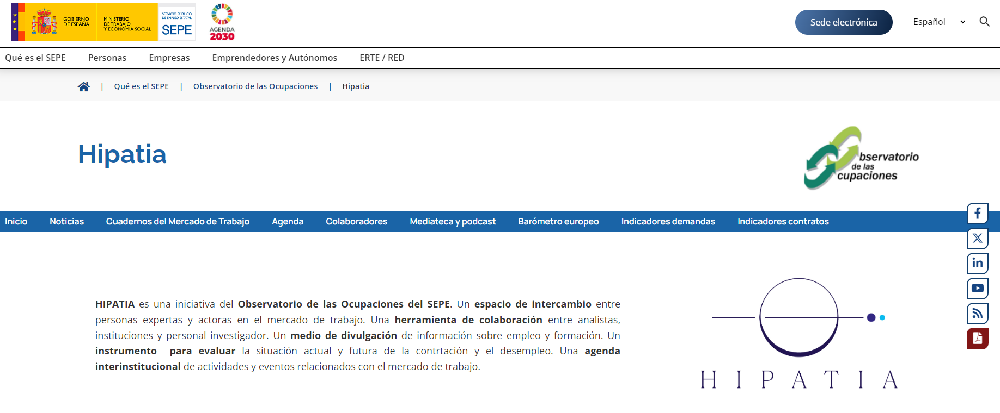 GOBIERNO
DE ESPAÑA
MINISTERIO
DE TRABAJO
Y ECONOMÍA SOCIAL
SERVICIO PÚBLICO
DE EMPLEO ESTATAL
SEPE
AGENDA
2030
Sede electrónica
Español
Qué es el SEPE Personas Empresas Emprendedores y Autónomos ERTE / RED
| Qué es el SEPE | Observatorio de las Ocupaciones | Hipatia
Hipatia
bservatorio
de las
cupaciones
Inicio Noticias Cuadernos del Mercado de Trabajo Agenda Colaboradores Mediateca y podcast Barómetro europeo Indicadores demandas Indicadores contratos
HIPATIA es una iniciativa del Observatorio de las Ocupaciones del SEPE. Un espacio de intercambio entre
personas expertas y actoras en el mercado de trabajo. Una herramienta de colaboración entre analistas,
instituciones y personal investigador. Un medio de divulgación de información sobre empleo y formación. Un
instrumento para evaluar la situación actual y futura de la contrtación y el desempleo. Una agenda
interinstitucional de actividades y eventos relacionados con el mercado de trabajo.
HIPATIA